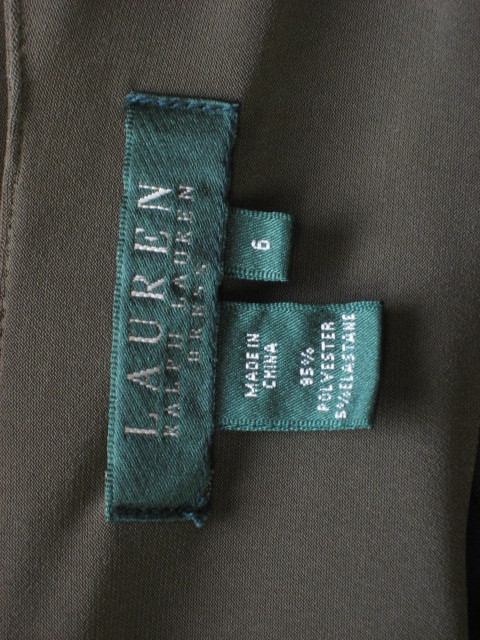 LAUREN
RALPH LAUREN
DRESS
6
MADE IN
CHINA
95%
POLYESTER
5% ELASTANE